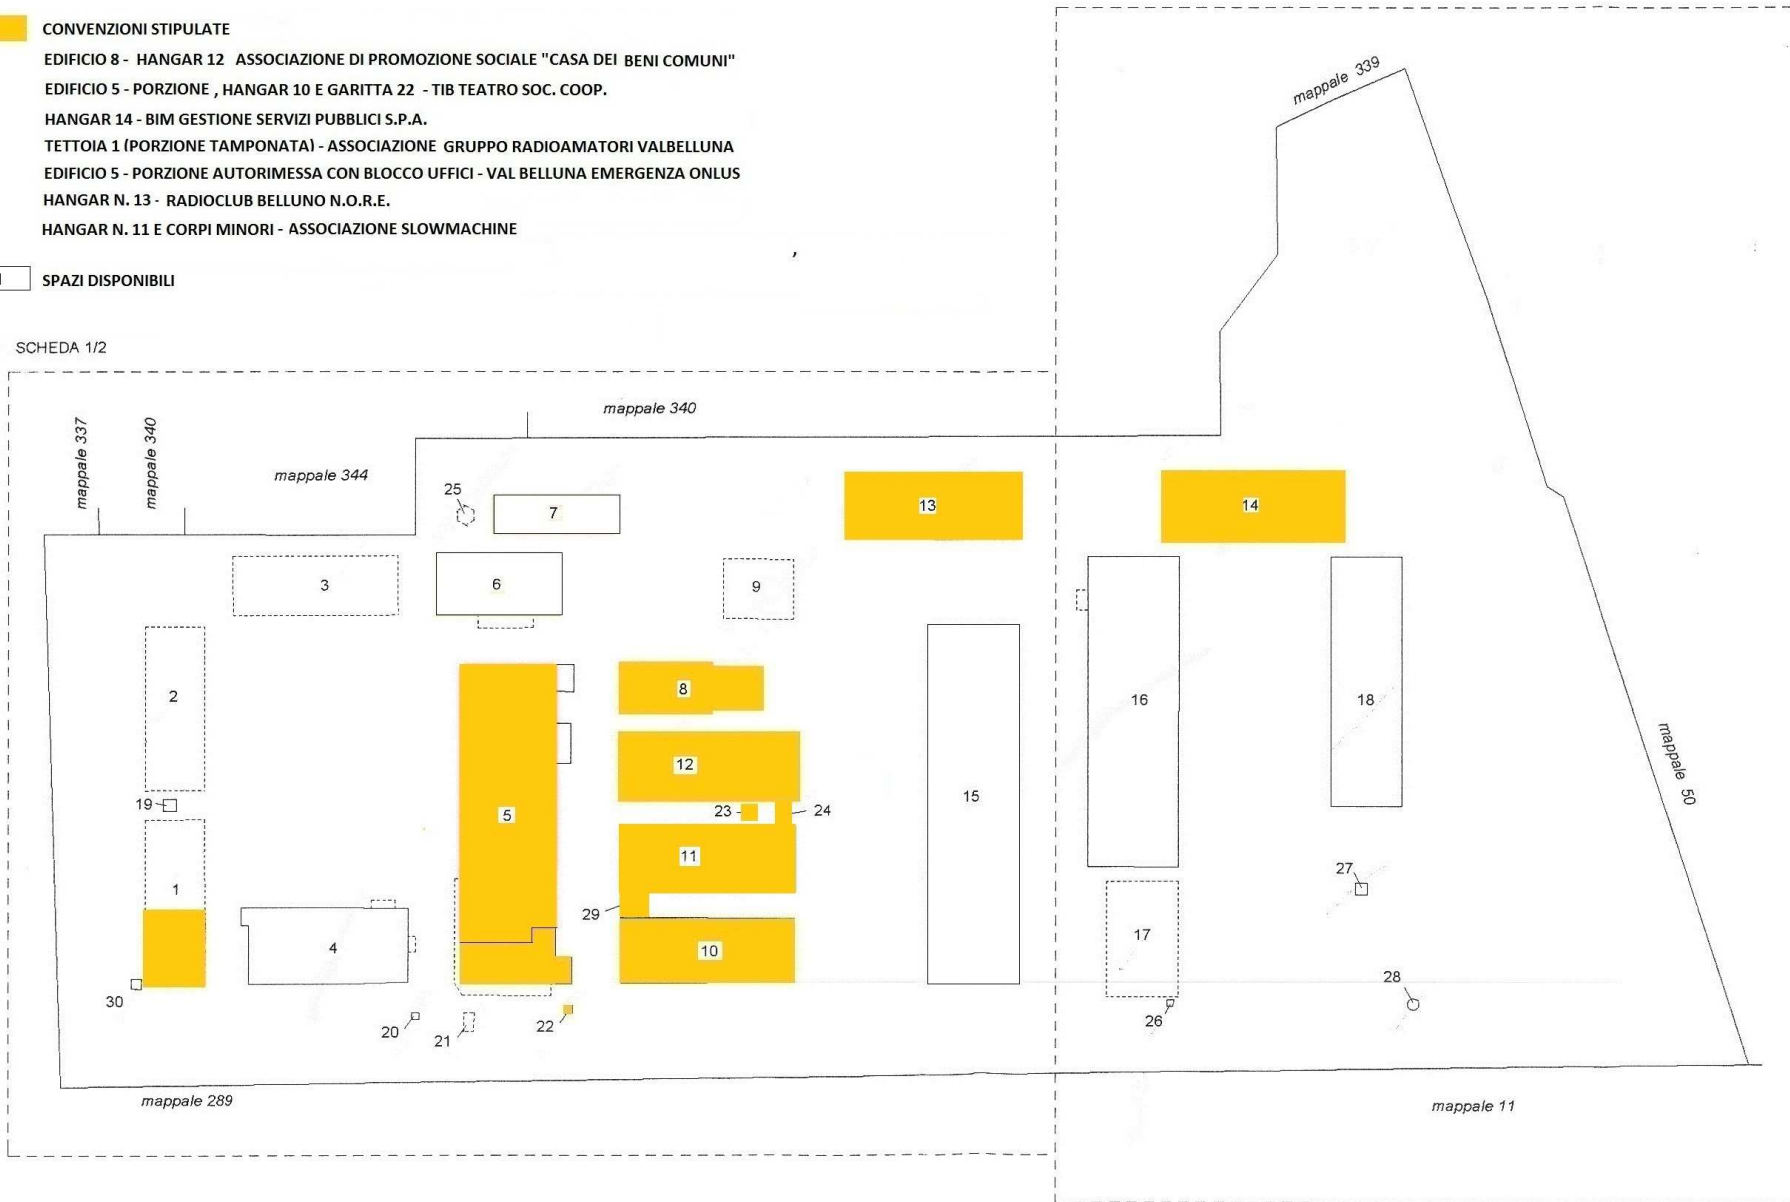 CONVENZIONI STIPULATE
EDIFICIO 8 - HANGAR 12 ASSOCIAZIONE DI PROMOZIONE SOCIALE "CASA DEI BENI COMUNI"
EDIFICIO 5 - PORZIONE , HANGAR 10 E GARITTA 22 - TIB TEATRO SOC. COOP.
HANGAR 14 - BIM GESTIONE SERVIZI PUBBLICI S.P.A.
TETTOIA 1 (PORZIONE TAMPONATA) - ASSOCIAZIONE GRUPPO RADIOAMATORI VALBELLUNA
EDIFICIO 5 - PORZIONE AUTORIMESSA CON BLOCCO UFFICI - VAL BELLUNA EMERGENZA ONLUS
HANGAR N. 13 - RADIOCLUB BELLUNO N.O.R.E.
HANGAR N. 11 E CORPI MINORI - ASSOCIAZIONE SLOWMACHINE
,
SPAZI DISPONIBILI
SCHEDA 1/2
mappale 339
mappale 337
mappale 340
mappale 344
mappale 340
25
7
13
14
3
6
9
2
8
16
18
12
15
mappale 50
19
5
23
24
1
11
27
29
4
10
17
30
20
21
22
26
28
mappale 289
mappale 11